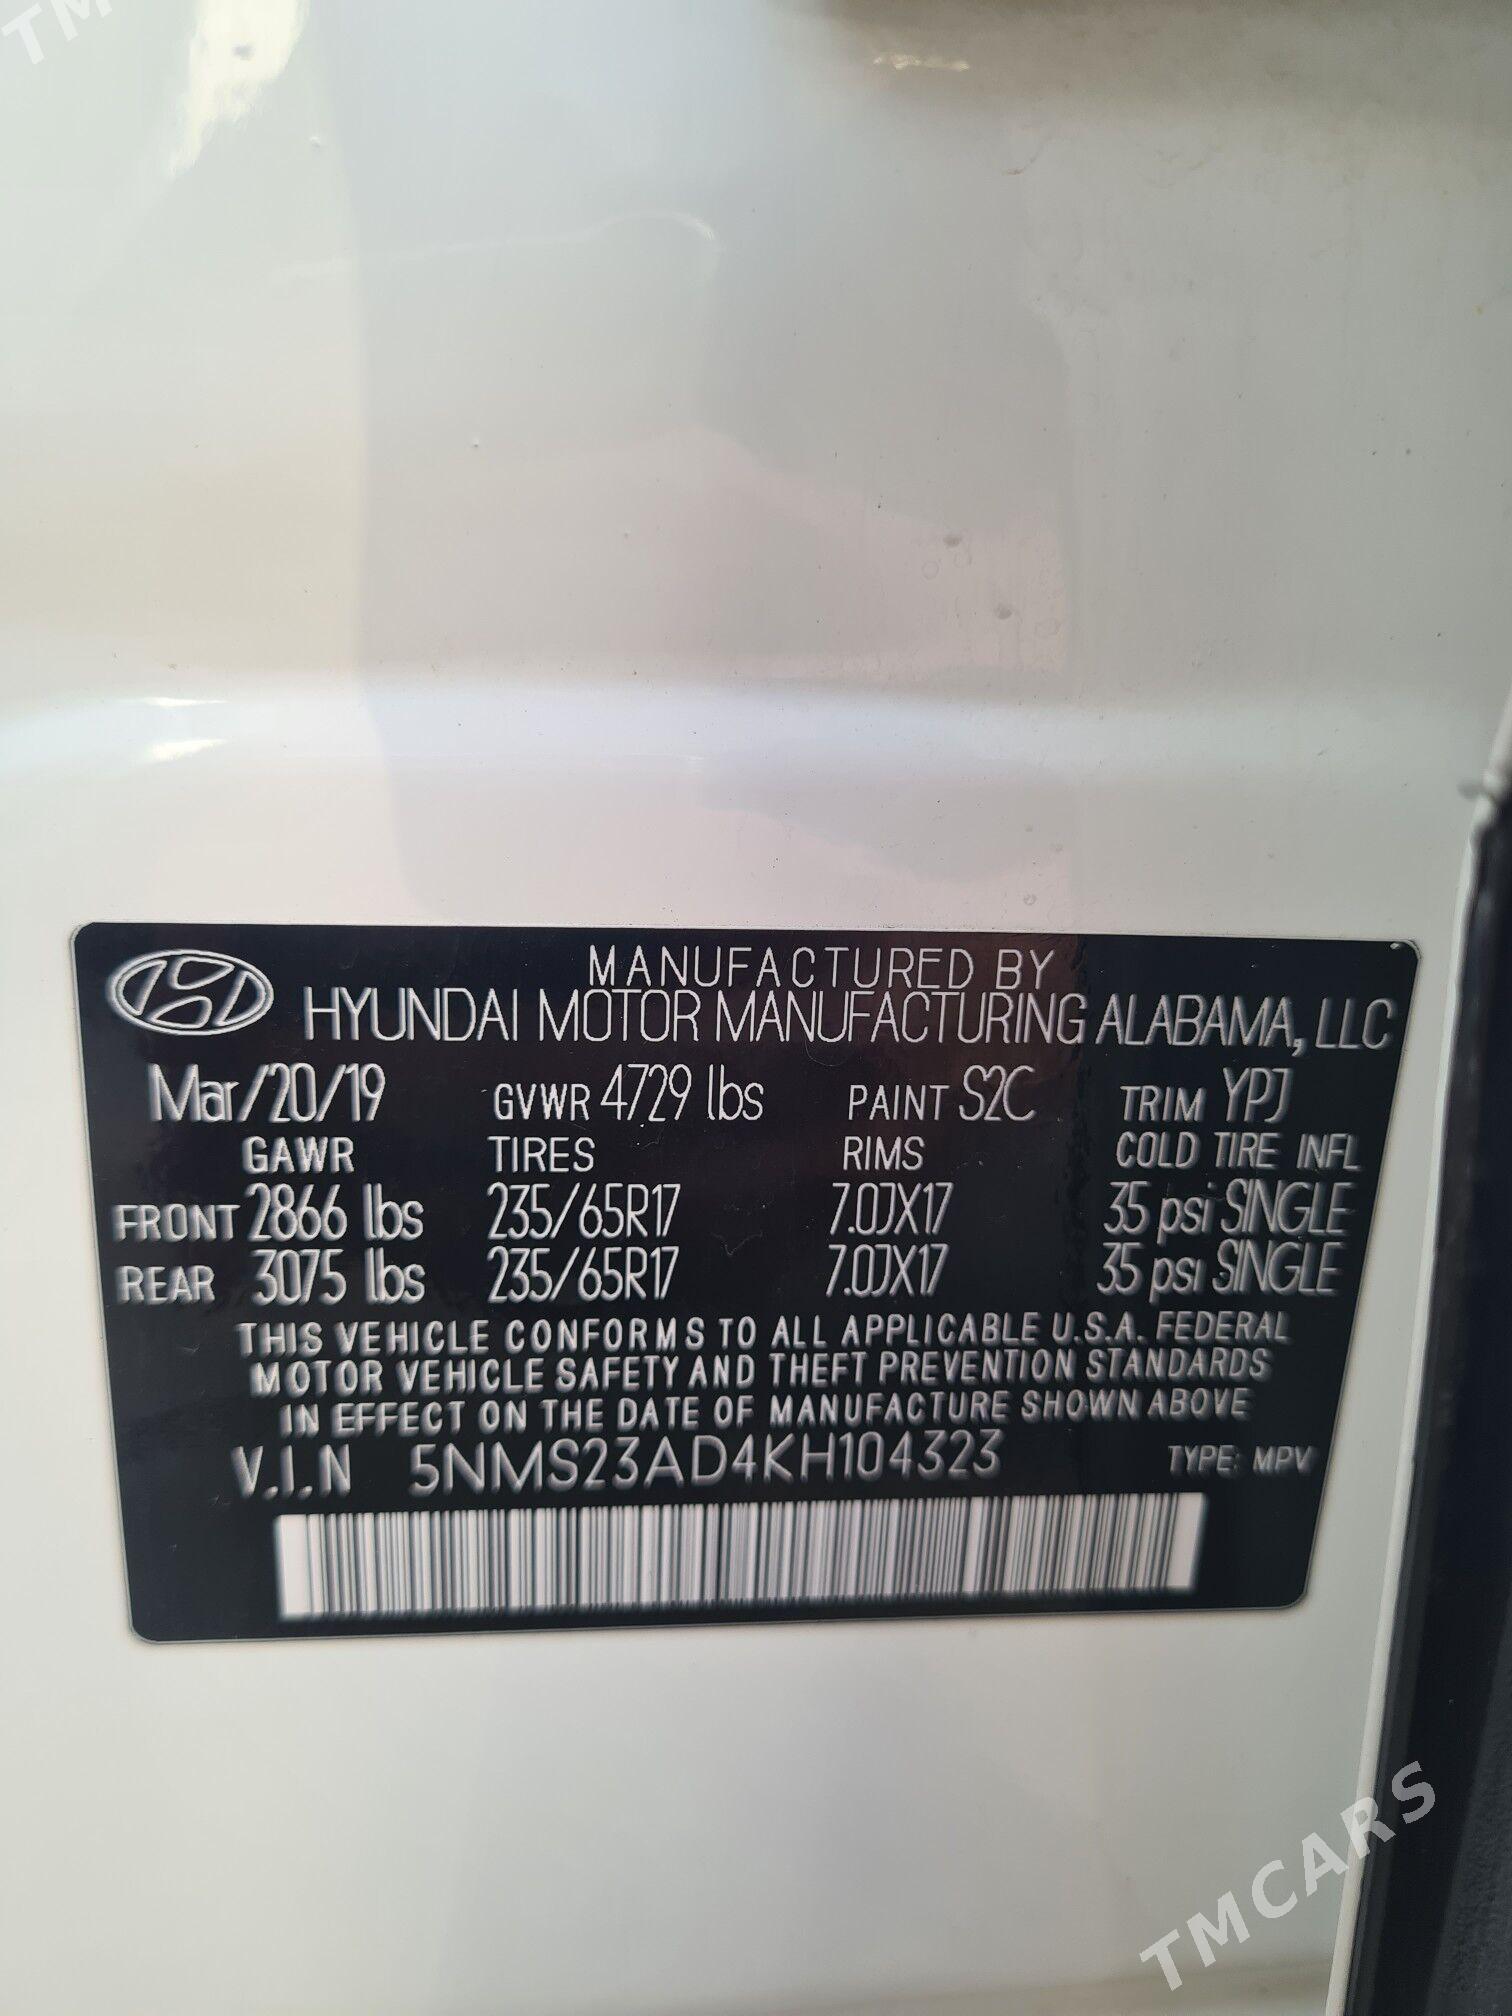 TM
MANUFACTURED BY
HYUNDAI MOTOR MANUFACTURING ALABAMA, LLC
Mar/20/19 GVWR 4729 lbs PAINT S2C TRIM YPJ
GAWR TIRES RIMS COLD TIRE INFL
FRONT 2866 lbs 235/65R17 7.0JX17 35 psi SINGLE
REAR 3075 lbs 235/65R17 7.0JX17 35 psi SINGLE
THIS VEHICLE CONFORMS TO ALL APPLICABLE U.S.A. FEDERAL
MOTOR VEHICLE SAFETY AND THEFT PREVENTION STANDARDS
IN EFFECT ON THE DATE OF MANUFACTURE SHOWN ABOVE
V.I.N 5NMS23AD4KH104323 TYPE: MPV
TMCARS